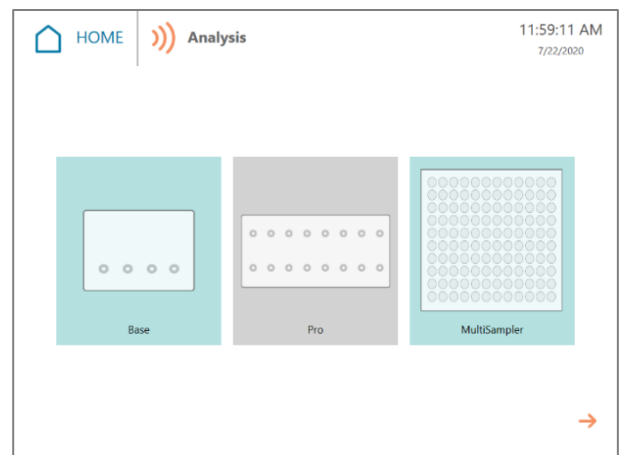 HOME
Analysis
11:59:11 AM
7/22/2020
Base
Pro
MultiSampler